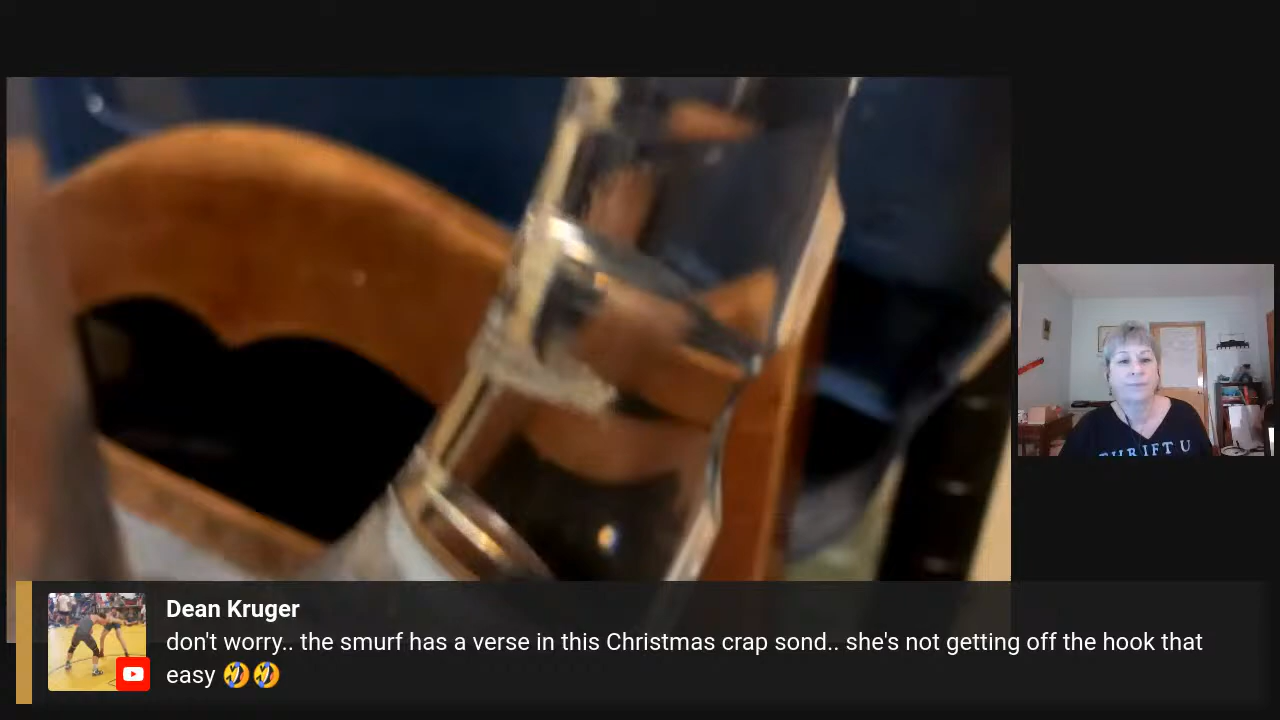 THRIFT U
Dean Kruger
don't worry.. the smurf has a verse in this Christmas crap sond.. she's not getting off the hook that
easy 🤣🤣